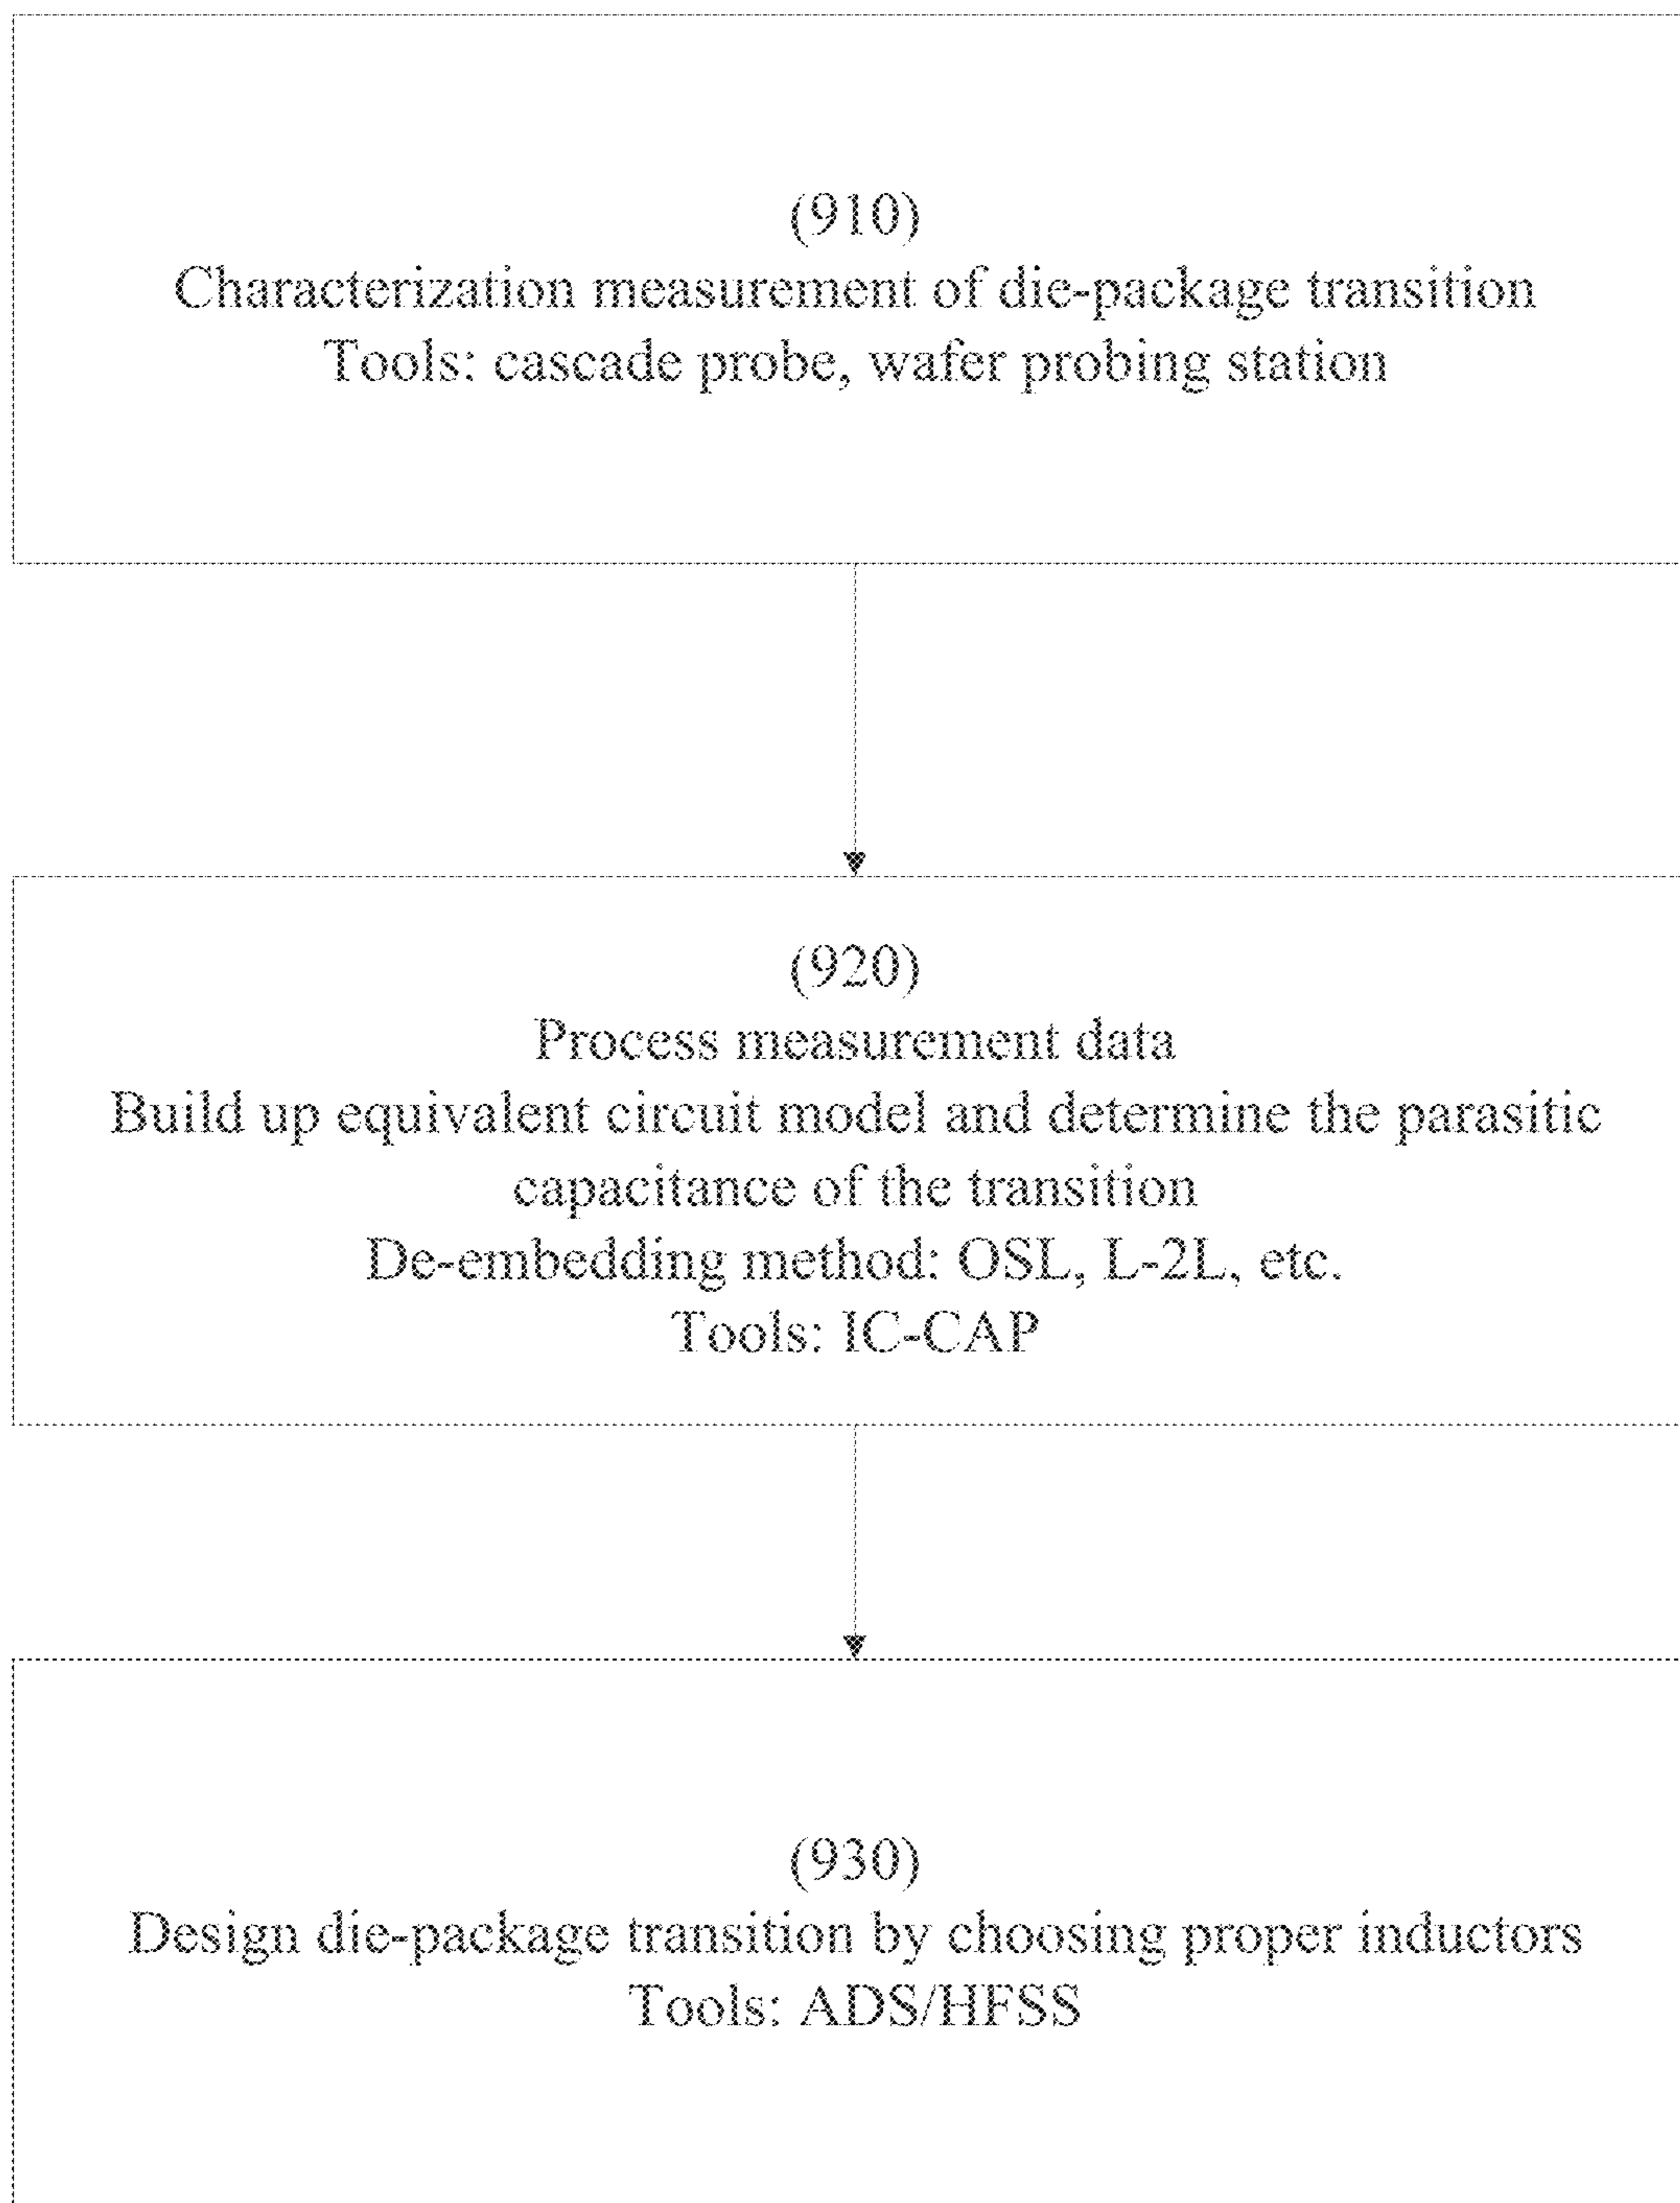 (910)
Characterization measurement of die-package transition
Tools: cascade probe, wafer probing station
(920)
Process measurement data
Build up equivalent circuit model and determine the parasitic
capacitance of the transition
De-embedding method: OSL, L-2L, etc.
Tools: IC-CAP
(930)
Design die-package transition by choosing proper inductors
Tools: ADS/HFSS